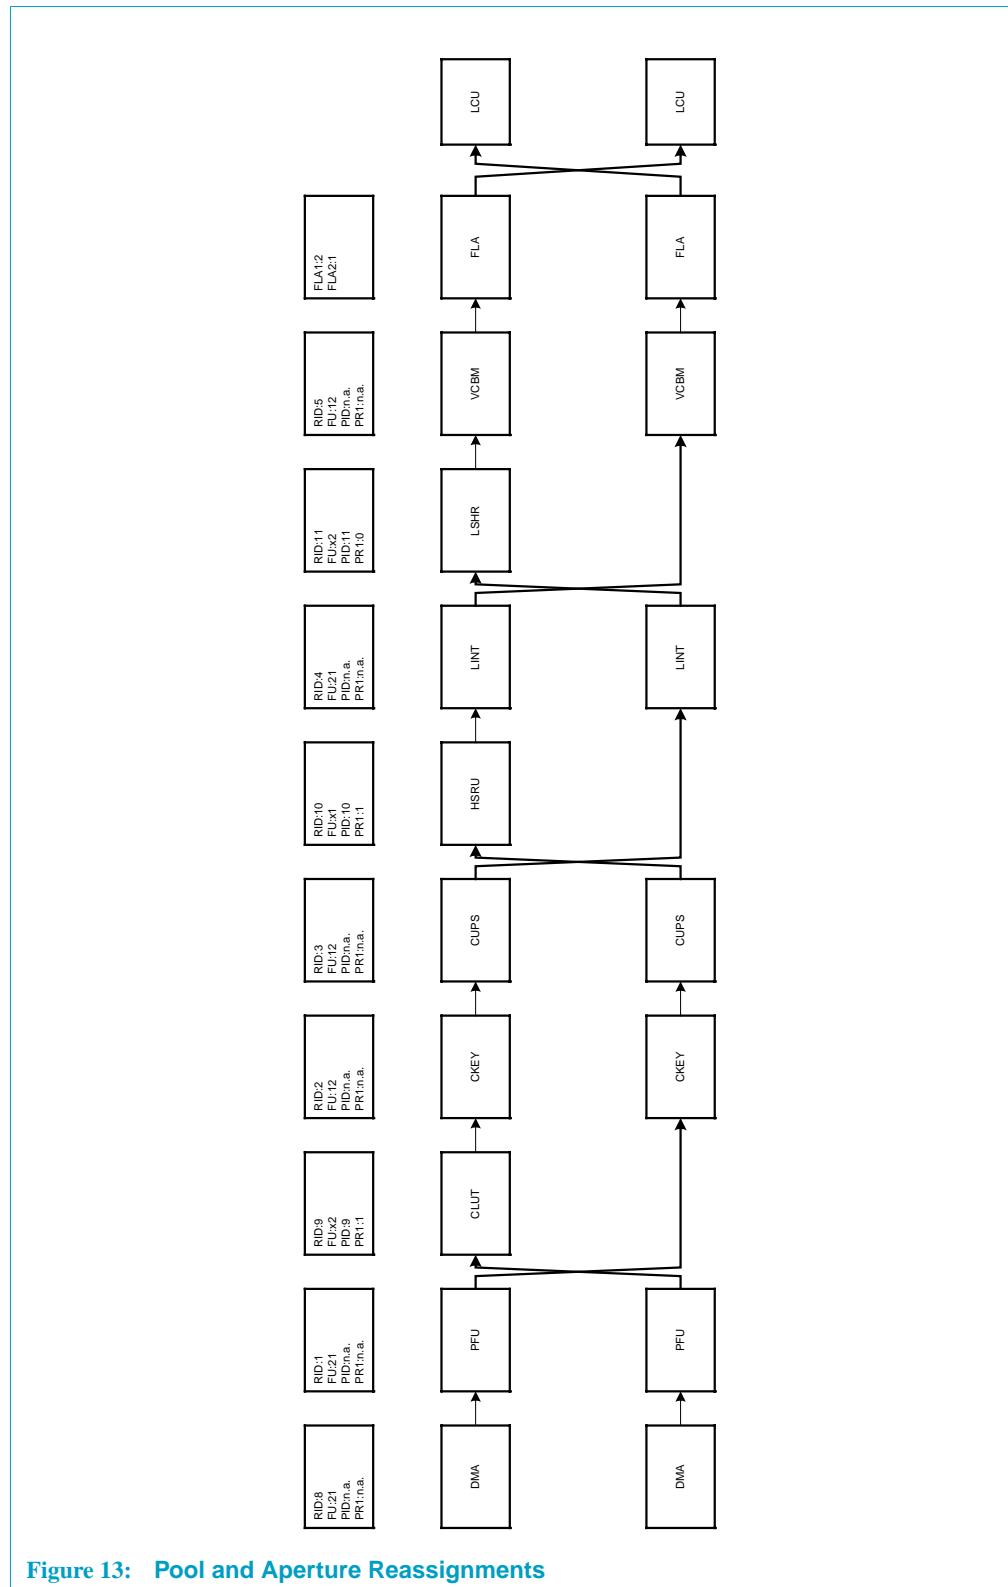 LCU
LCU
FLA1:2
FLA2:1
FLA
FLA
RID:5
FU:12
PID:n.a.
PR1:n.a.
VCBM
VCBM
RID:11
FU:x2
PID:11
PR1:0
LSHR
RID:4
FU:21
PID:n.a.
PR1:n.a.
LINT
LINT
RID:10
FU:x1
PID:10
PR1:1
HSRU
RID:3
FU:12
PID:n.a.
PR1:n.a.
CUPS
CUPS
RID:2
FU:12
PID:n.a.
PR1:n.a.
CKEY
CKEY
RID:9
FU:x2
PID:9
PR1:1
CLUT
RID:1
FU:21
PID:n.a.
PR1:n.a.
PFU
PFU
RID:8
FU:21
PID:n.a.
PR1:n.a.
DMA
DMA
Figure 13: Pool and Aperture Reassignments